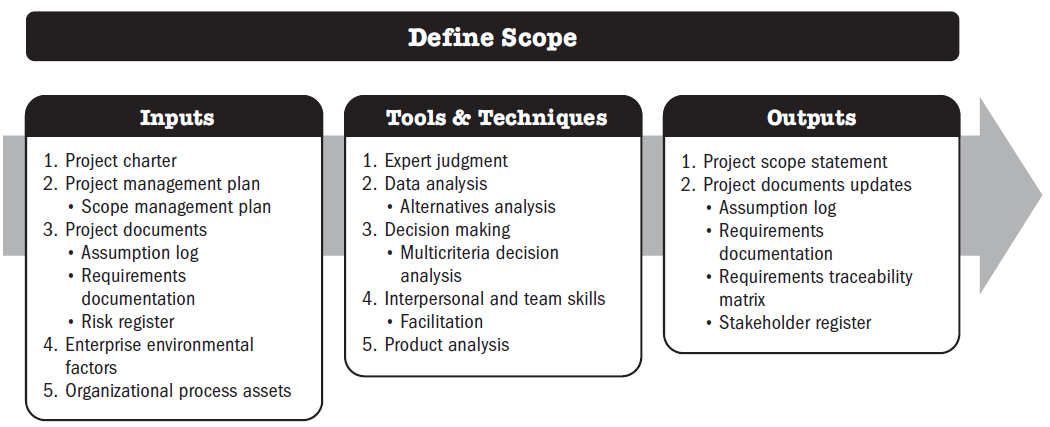 Define Scope
Inputs
1. Project charter
2. Project management plan
• Scope management plan
3. Project documents
• Assumption log
• Requirements
documentation
• Risk register
4. Enterprise environmental
factors
5. Organizational process assets
Tools & Techniques
1. Expert judgment
2. Data analysis
• Alternatives analysis
3. Decision making
• Multicriteria decision
analysis
4. Interpersonal and team skills
• Facilitation
5. Product analysis
Outputs
1. Project scope statement
2. Project documents updates
• Assumption log
• Requirements
documentation
• Requirements traceability
matrix
• Stakeholder register